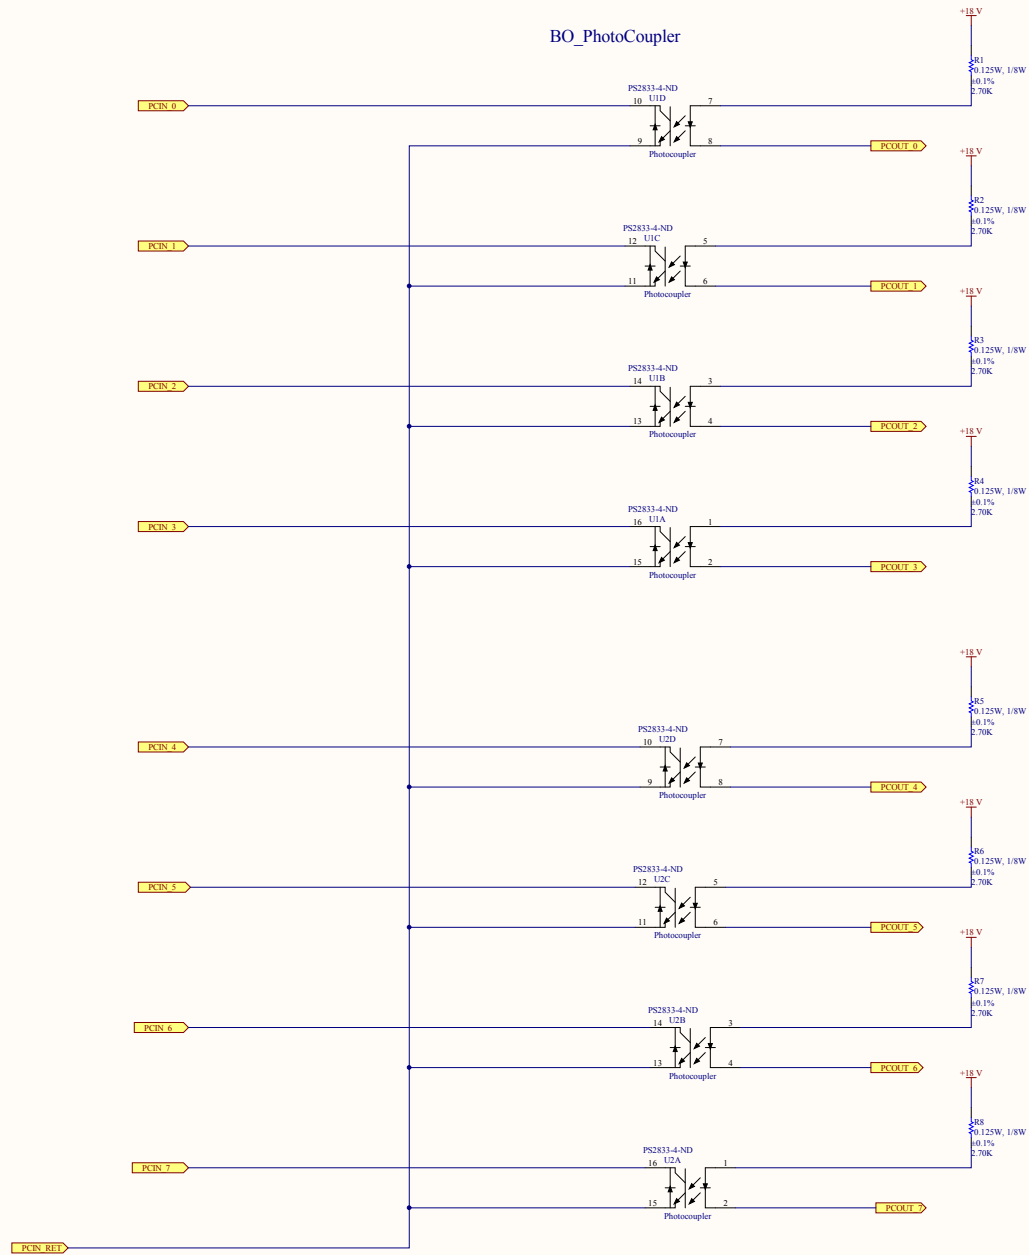 BO_PhotoCoupler
+18 V
R1
0.125W, 1/8W
±0.1%
2.70K
PS2833-4-ND
U1D
PCIN_0
10
7
9
8
Photocoupler
PCOUT_0
+18 V
R2
0.125W, 1/8W
±0.1%
2.70K
PS2833-4-ND
U1C
PCIN_1
12
5
11
6
Photocoupler
PCOUT_1
+18 V
R3
0.125W, 1/8W
±0.1%
2.70K
PS2833-4-ND
U1B
PCIN_2
14
3
13
4
Photocoupler
PCOUT_2
+18 V
R4
0.125W, 1/8W
±0.1%
2.70K
PS2833-4-ND
U1A
PCIN_3
16
1
15
2
Photocoupler
PCOUT_3
+18 V
R5
0.125W, 1/8W
±0.1%
2.70K
PS2833-4-ND
U2D
PCIN_4
10
7
9
8
Photocoupler
PCOUT_4
+18 V
R6
0.125W, 1/8W
±0.1%
2.70K
PS2833-4-ND
U2C
PCIN_5
12
5
11
6
Photocoupler
PCOUT_5
+18 V
R7
0.125W, 1/8W
±0.1%
2.70K
PS2833-4-ND
U2B
PCIN_6
14
3
13
4
Photocoupler
PCOUT_6
+18 V
R8
0.125W, 1/8W
±0.1%
2.70K
PS2833-4-ND
U2A
PCIN_7
16
1
15
2
Photocoupler
PCOUT_7
PCIN_RET